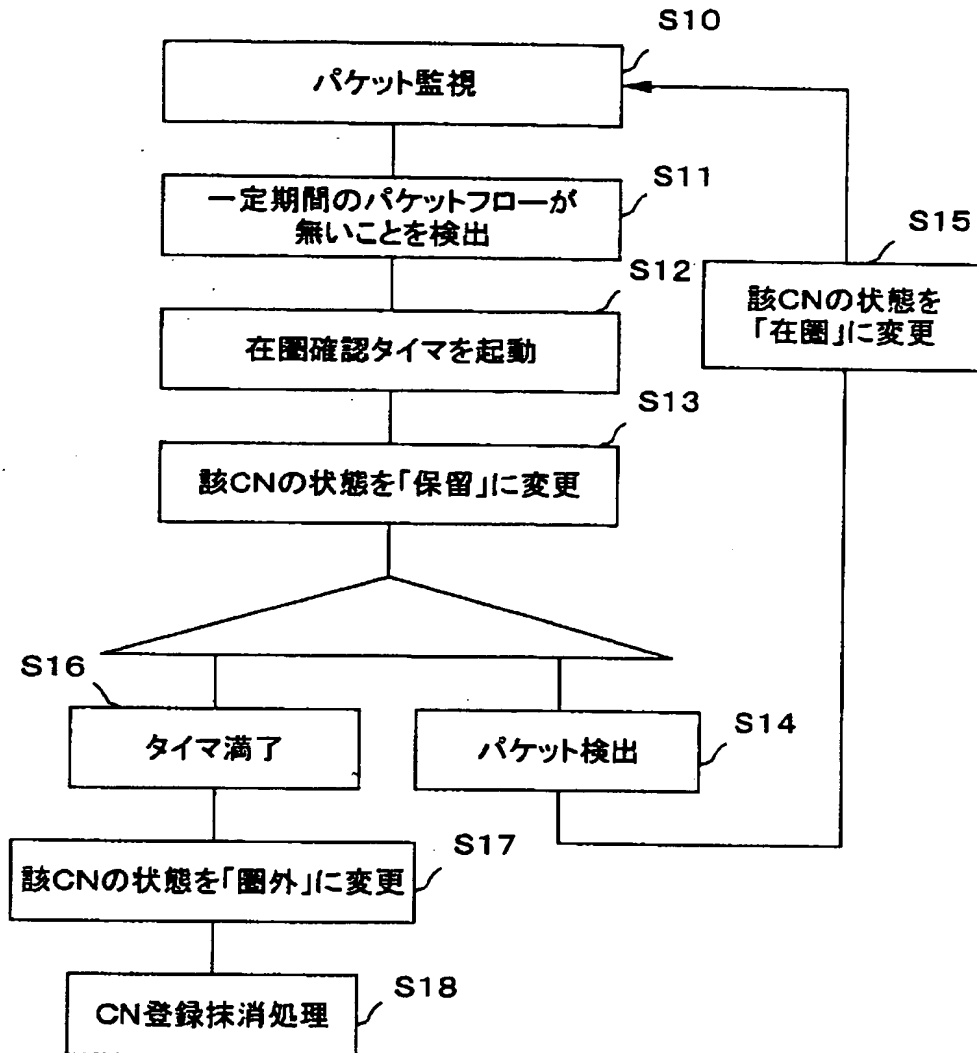 S10
パケット監視
S11
一定期間のパケットフローが
無いことを検出
S12
在圏確認タイマを起動
S13
該CNの状態を「保留」に変更
S14
パケット検出
S15
該CNの状態を
「在圏」に変更
S16
タイマ満了
S17
該CNの状態を「圏外」に変更
S18
CN登録抹消処理